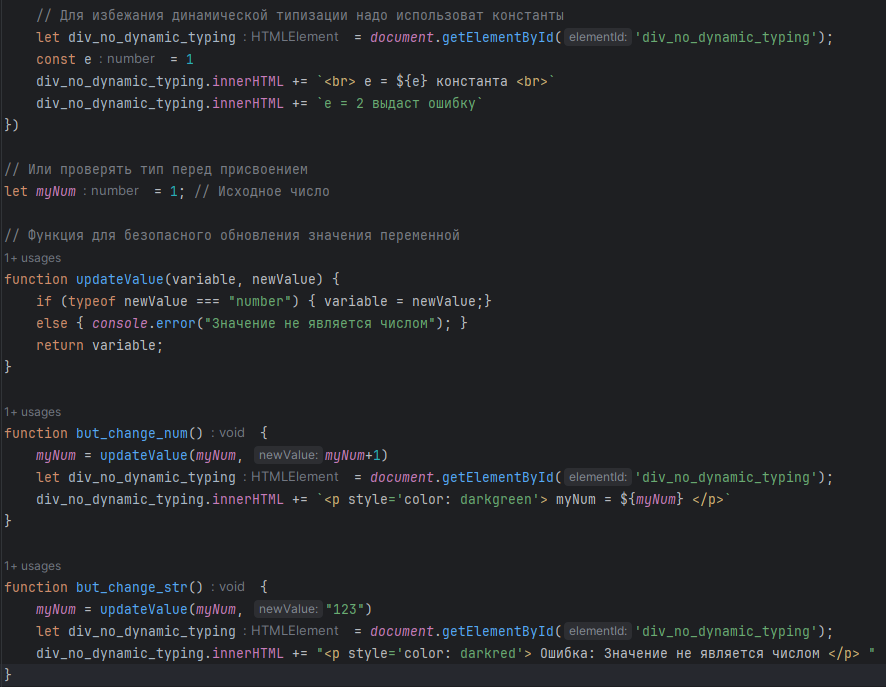 // Для избежания динамической типизации надо использоват константы
let div_no_dynamic_typing : HTMLElement = document.getElementById( elementId: 'div_no_dynamic_typing');
const e : number = 1
div_no_dynamic_typing.innerHTML += `<br> e = ${e} константа <br>`
div_no_dynamic_typing.innerHTML += `e = 2 выдаст ошибку`
})
// Или проверять тип перед присвоением
let myNum : number = 1; // Исходное число
// Функция для безопасного обновления значения переменной
1+ usages
function updateValue(variable, newValue) {
if (typeof newValue === "number") { variable = newValue;}
else { console.error("Значение не является числом"); }
return variable;
}
1+ usages
function but_change_num() : void {
myNum = updateValue(myNum, newValue: myNum+1)
let div_no_dynamic_typing : HTMLElement = document.getElementById( elementId: 'div_no_dynamic_typing');
div_no_dynamic_typing.innerHTML += `<p style='color: darkgreen'> myNum = ${myNum} </p>`
}
1+ usages
function but_change_str() : void {
myNum = updateValue(myNum, newValue: "123")
let div_no_dynamic_typing : HTMLElement = document.getElementById( elementId: 'div_no_dynamic_typing');
div_no_dynamic_typing.innerHTML += "<p style='color: darkred'> Ошибка: Значение не является числом </p> "
}